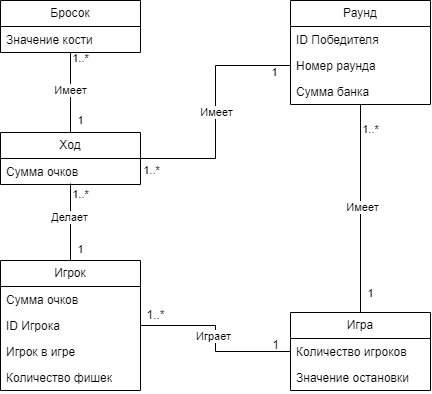 Бросок
Значение кости
1..*
Имеет
1
Ход
Сумма очков
1..*
Делает
1
Игрок
Сумма очков
ID Игрока
Игрок в игре
Количество фишек
Раунд
ID Победителя
Номер раунда
Сумма банка
1
Имеет
1..*
1..*
Имеет
1
1..*
Играет
1
Игра
Количество игроков
Значение остановки